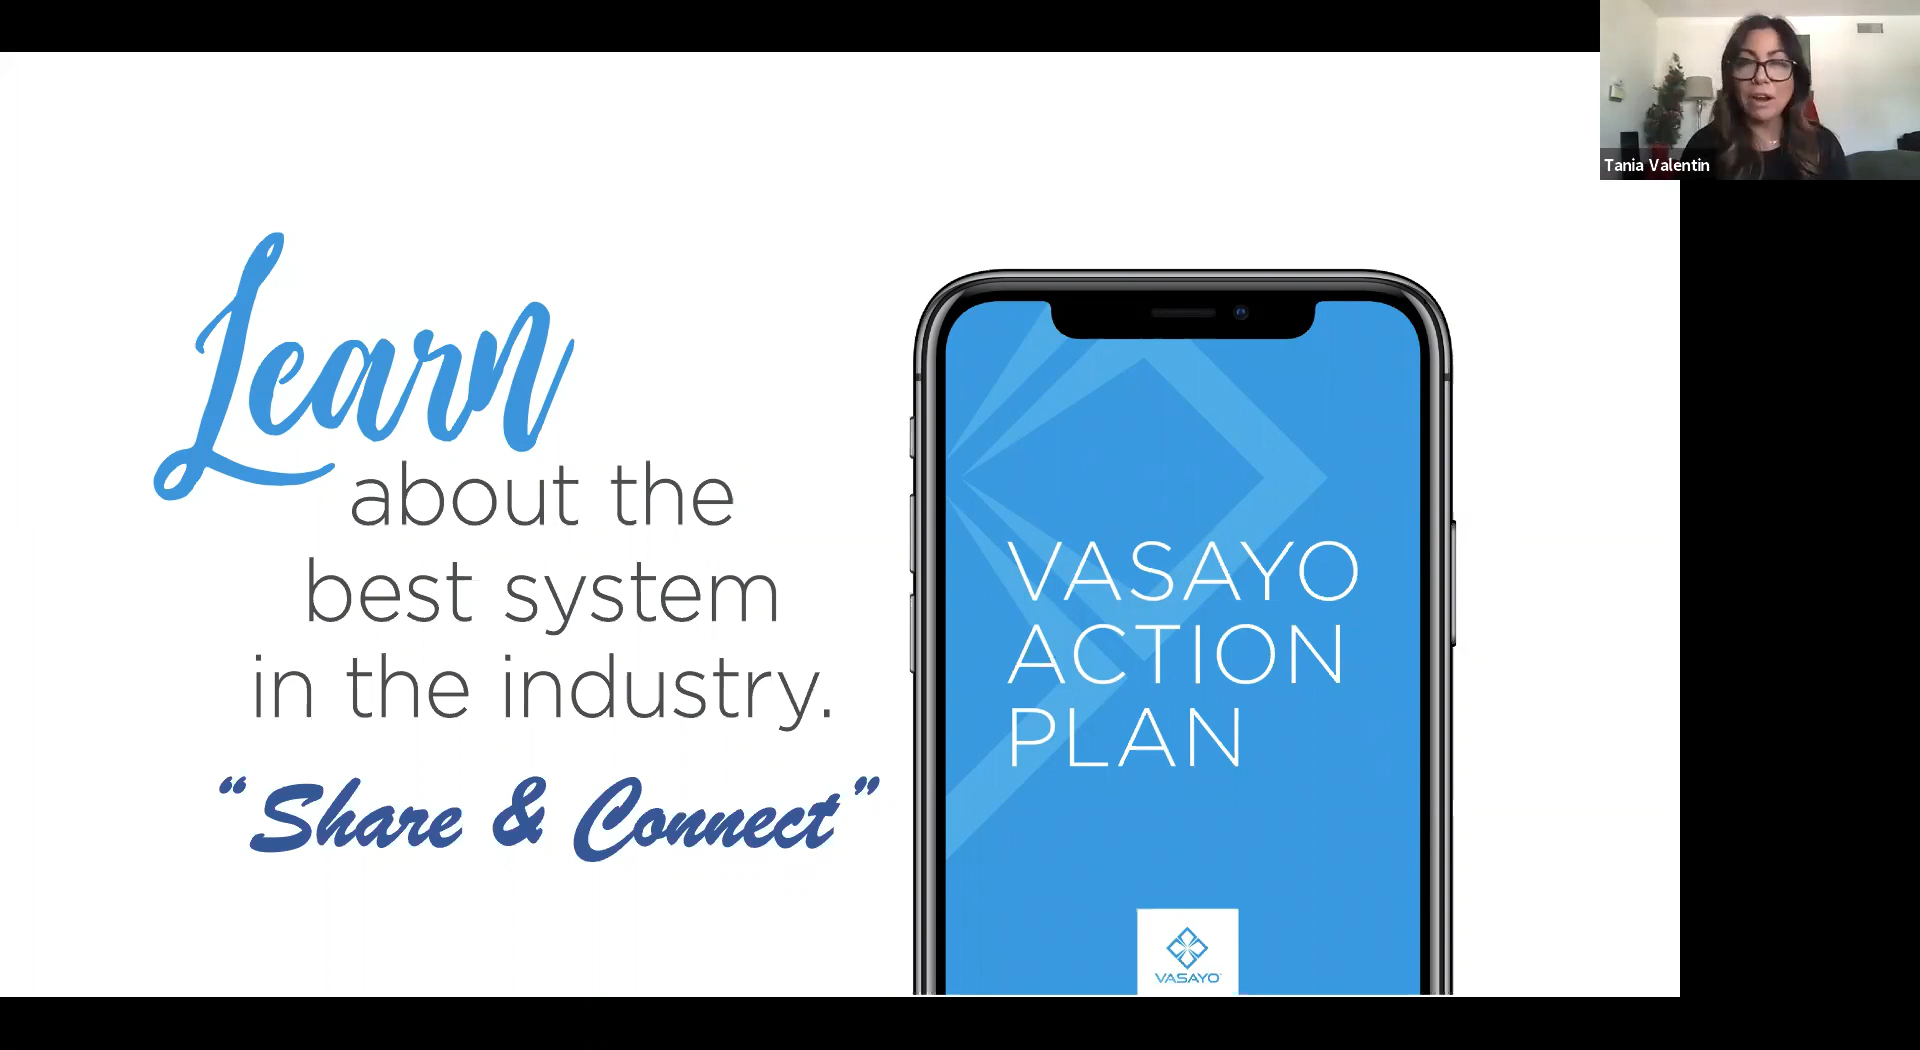 Tania Valentin
Learn
about the
best system
in the industry.
“Share & Connect”
VASAYO
ACTION
PLAN
VASAYO